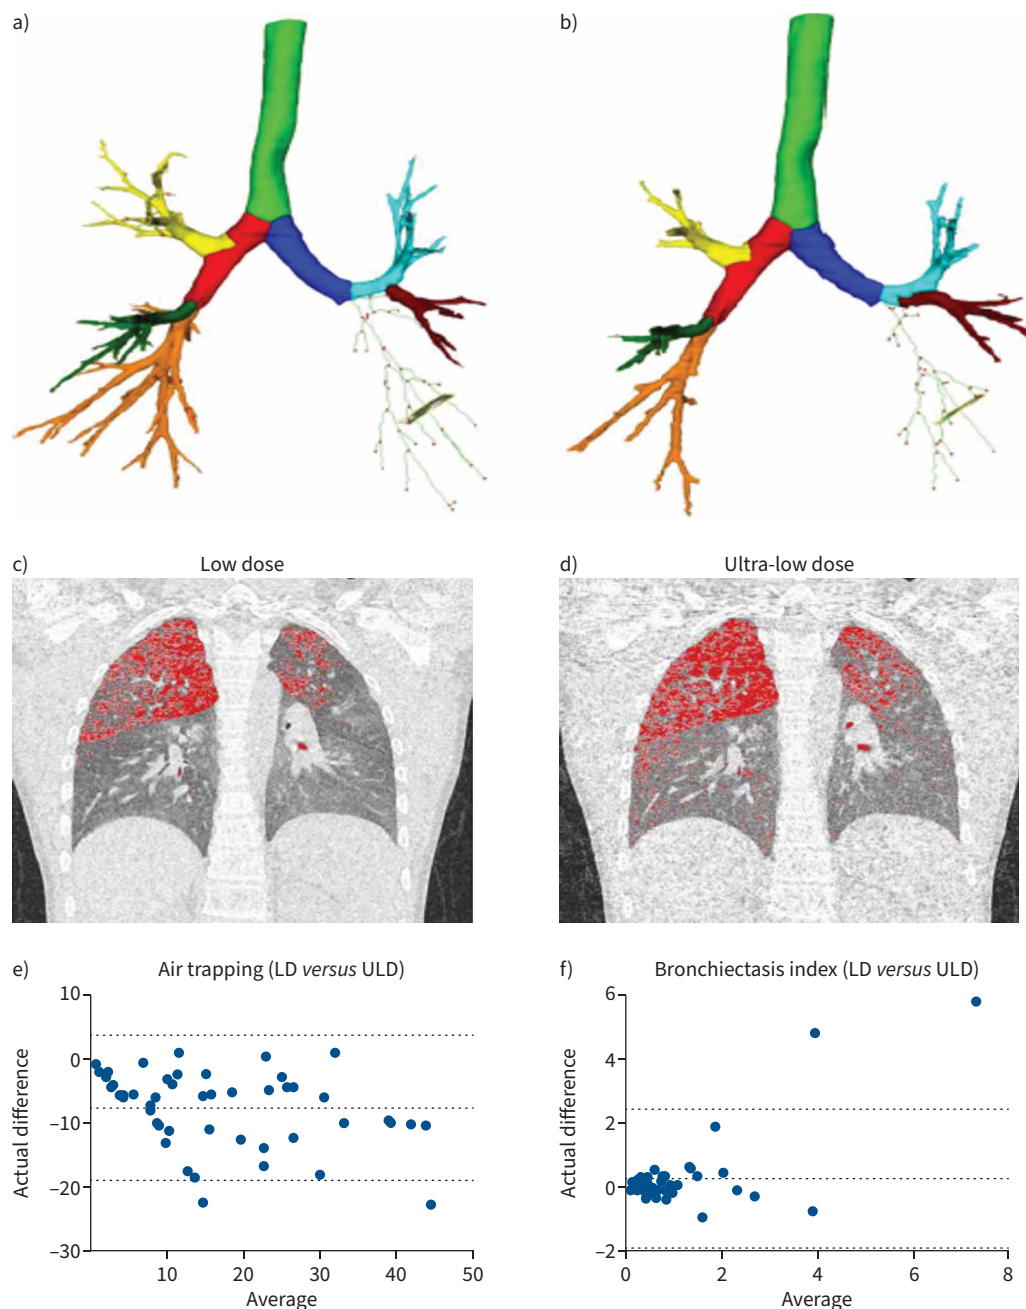 a)
b)
c)
Low dose
d)
Ultra-low dose
e)
Air trapping (LD versus ULD)
10
0
–10
–20
–30
Actual difference
0
10
20
30
40
50
Average
f)
Bronchiectasis index (LD versus ULD)
6
4
2
0
–2
Actual difference
0
2
4
6
8
Average